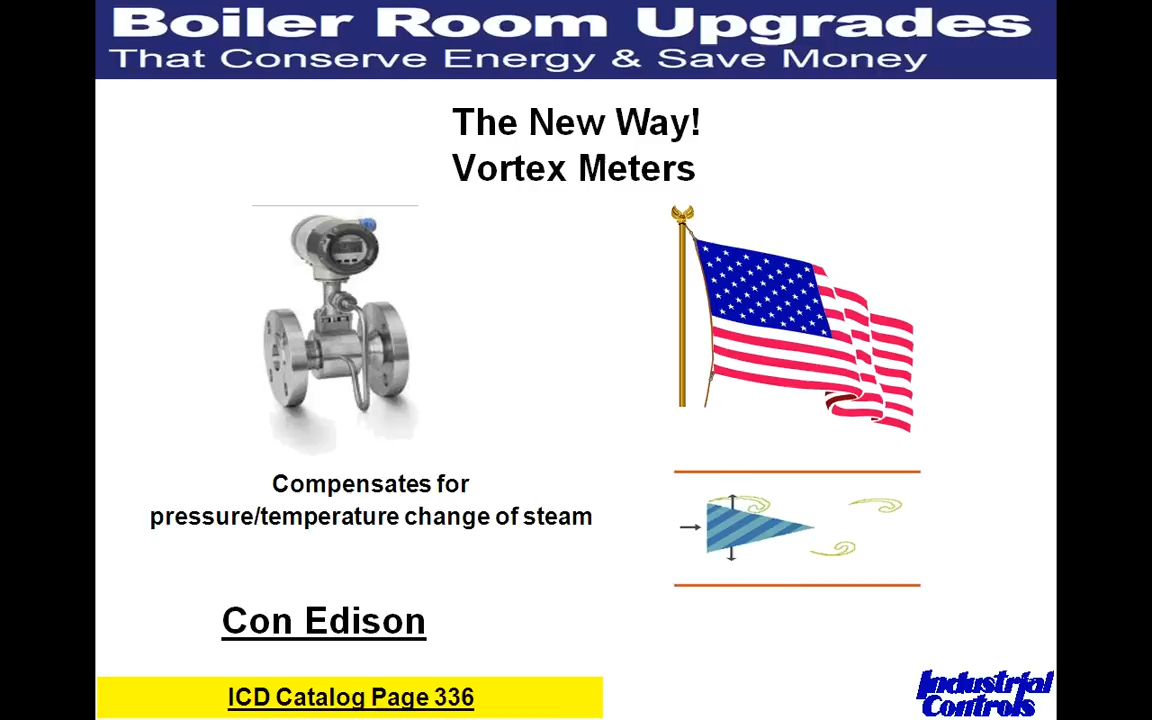 Boiler Room Upgrades
That Conserve Energy & Save Money
The New Way!
Vortex Meters
Compensates for
pressure/temperature change of steam
Con Edison
ICD Catalog Page 336
Industrial
Controls